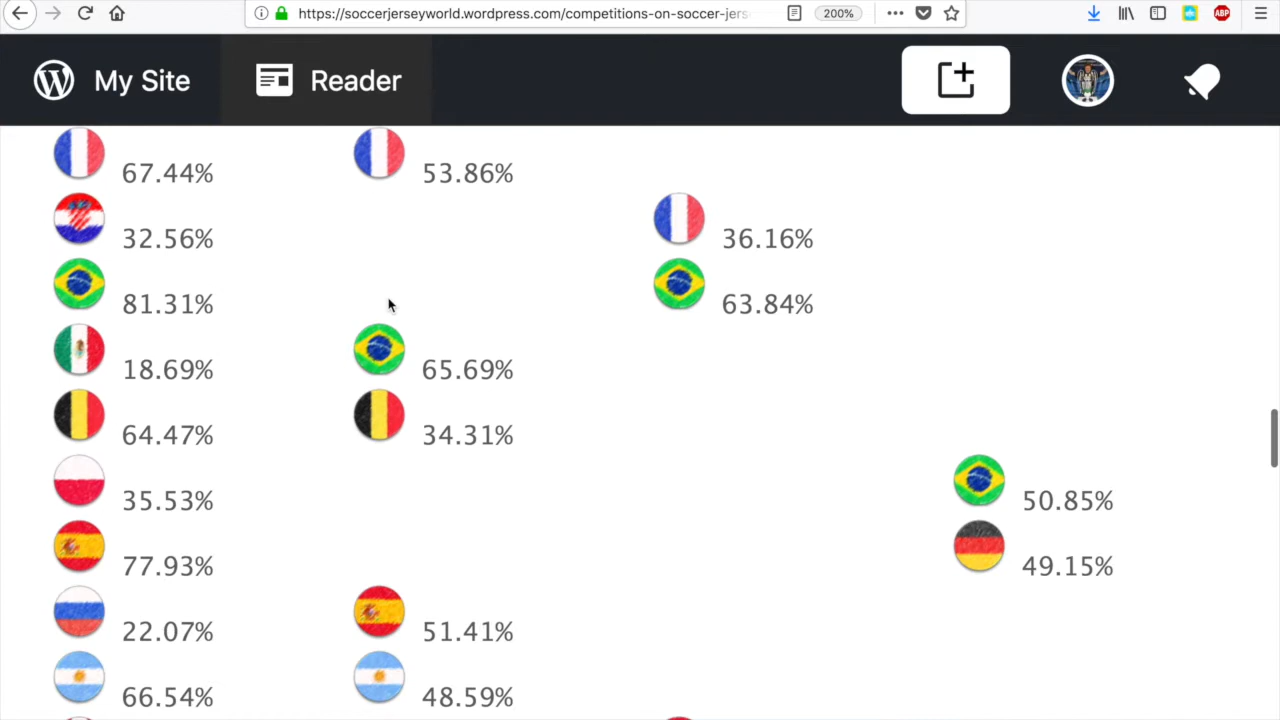 https://soccerjerseyworld.wordpress.com/competitions-on-soccer-jers
200%
ABP
My Site
Reader
67.44% 53.86%
32.56% 36.16%
81.31% 63.84%
18.69% 65.69%
64.47% 34.31%
35.53% 50.85%
77.93% 49.15%
22.07% 51.41%
66.54% 48.59%